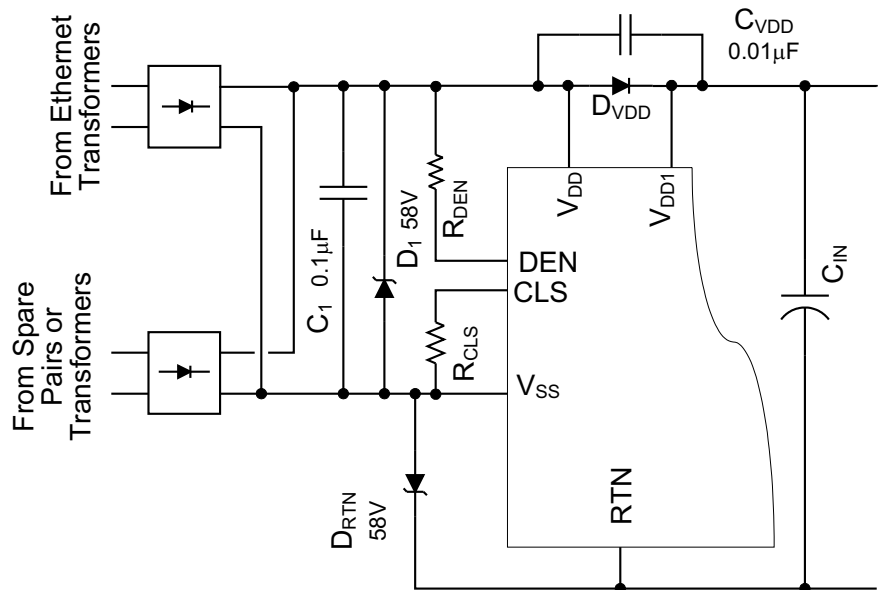 From Ethernet
Transformers
From Spare
Pairs or
Transformers
C1 0.1μF
D1 58V
RDEN
RCLS
DRTN
58V
CVDD
0.01μF
DVDD
VDD
VDD1
DEN
CLS
VSS
RTN
CIN